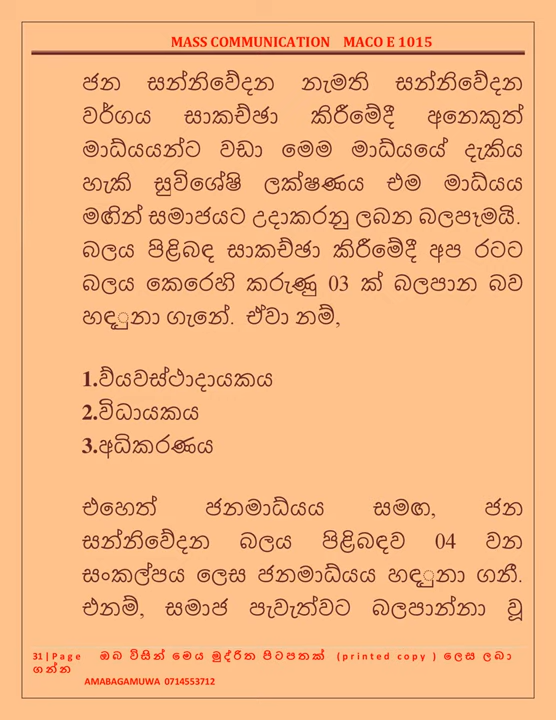 MASS COMMUNICATION    MACO E 1015
ජන සන්නිවේදන නැමති සන්නිවේදන
වර්ගය සාකච්ඡා කිරීමේදී අනෙකුත්
මාධ්යයන්ට වඩා මෙම මාධ්යයේ දැකිය
හැකි සුවිශේෂි ලක්ෂණය එම මාධ්යය
මඟින් සමාජයට උදාකරනු ලබන බලපෑමයි.
බලය පිළිබඳ සාකච්ඡා කිරීමේදී අප රටට
බලය කෙරෙහි කරුණු 03 ක් බලපාන බව
හඳුනා ගැනේ. ඒවා නම්,
1.ව්යවස්ථාදායකය
2.විධායකය
3.අධිකරණය
එහෙත් ජනමාධ්යය සමඟ, ජන
සන්නිවේදන බලය පිළිබඳව 04 වන
සංකල්පය ලෙස ජනමාධ්යය හඳුනා ගනී.
එනම්, සමාජ පැවැත්වට බලපාන්නා වූ
31|Page ඔබ විසින් මෙය මුද්රිත පිටපතක් (printed copy ) ලෙස ලබා
ගන්න
AMABAGAMUWA 0714553712